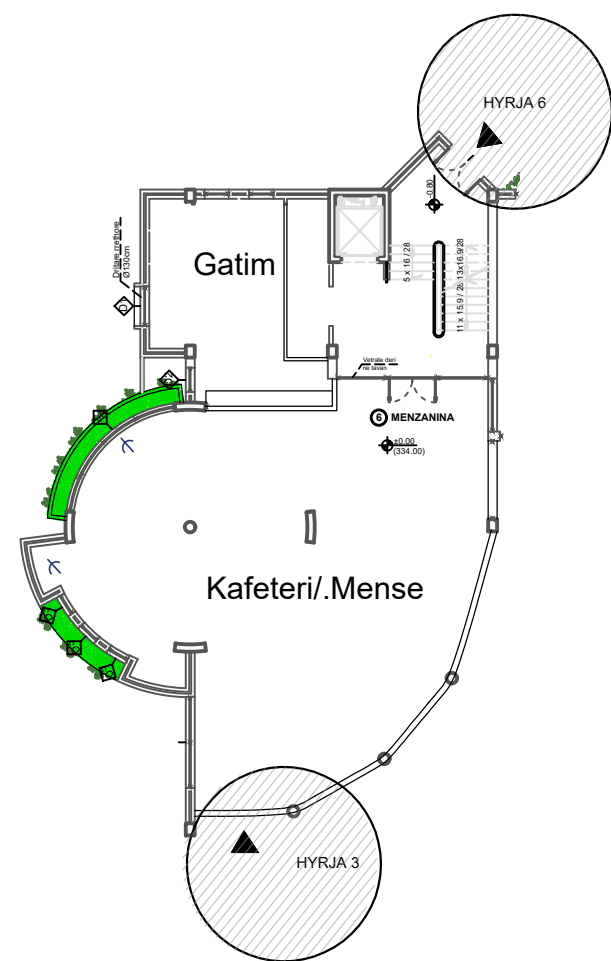 HYRJA 6
-0.80
Dritare rrethore
Ø130cm
Gatim
5 x 16 / 28
13x16.9/28
11 x 15.9 / 28
Vetrate deri
ne tavan
6 MENZANINA
±0.00
(334.00)
Kafeteri/.Mense
HYRJA 3